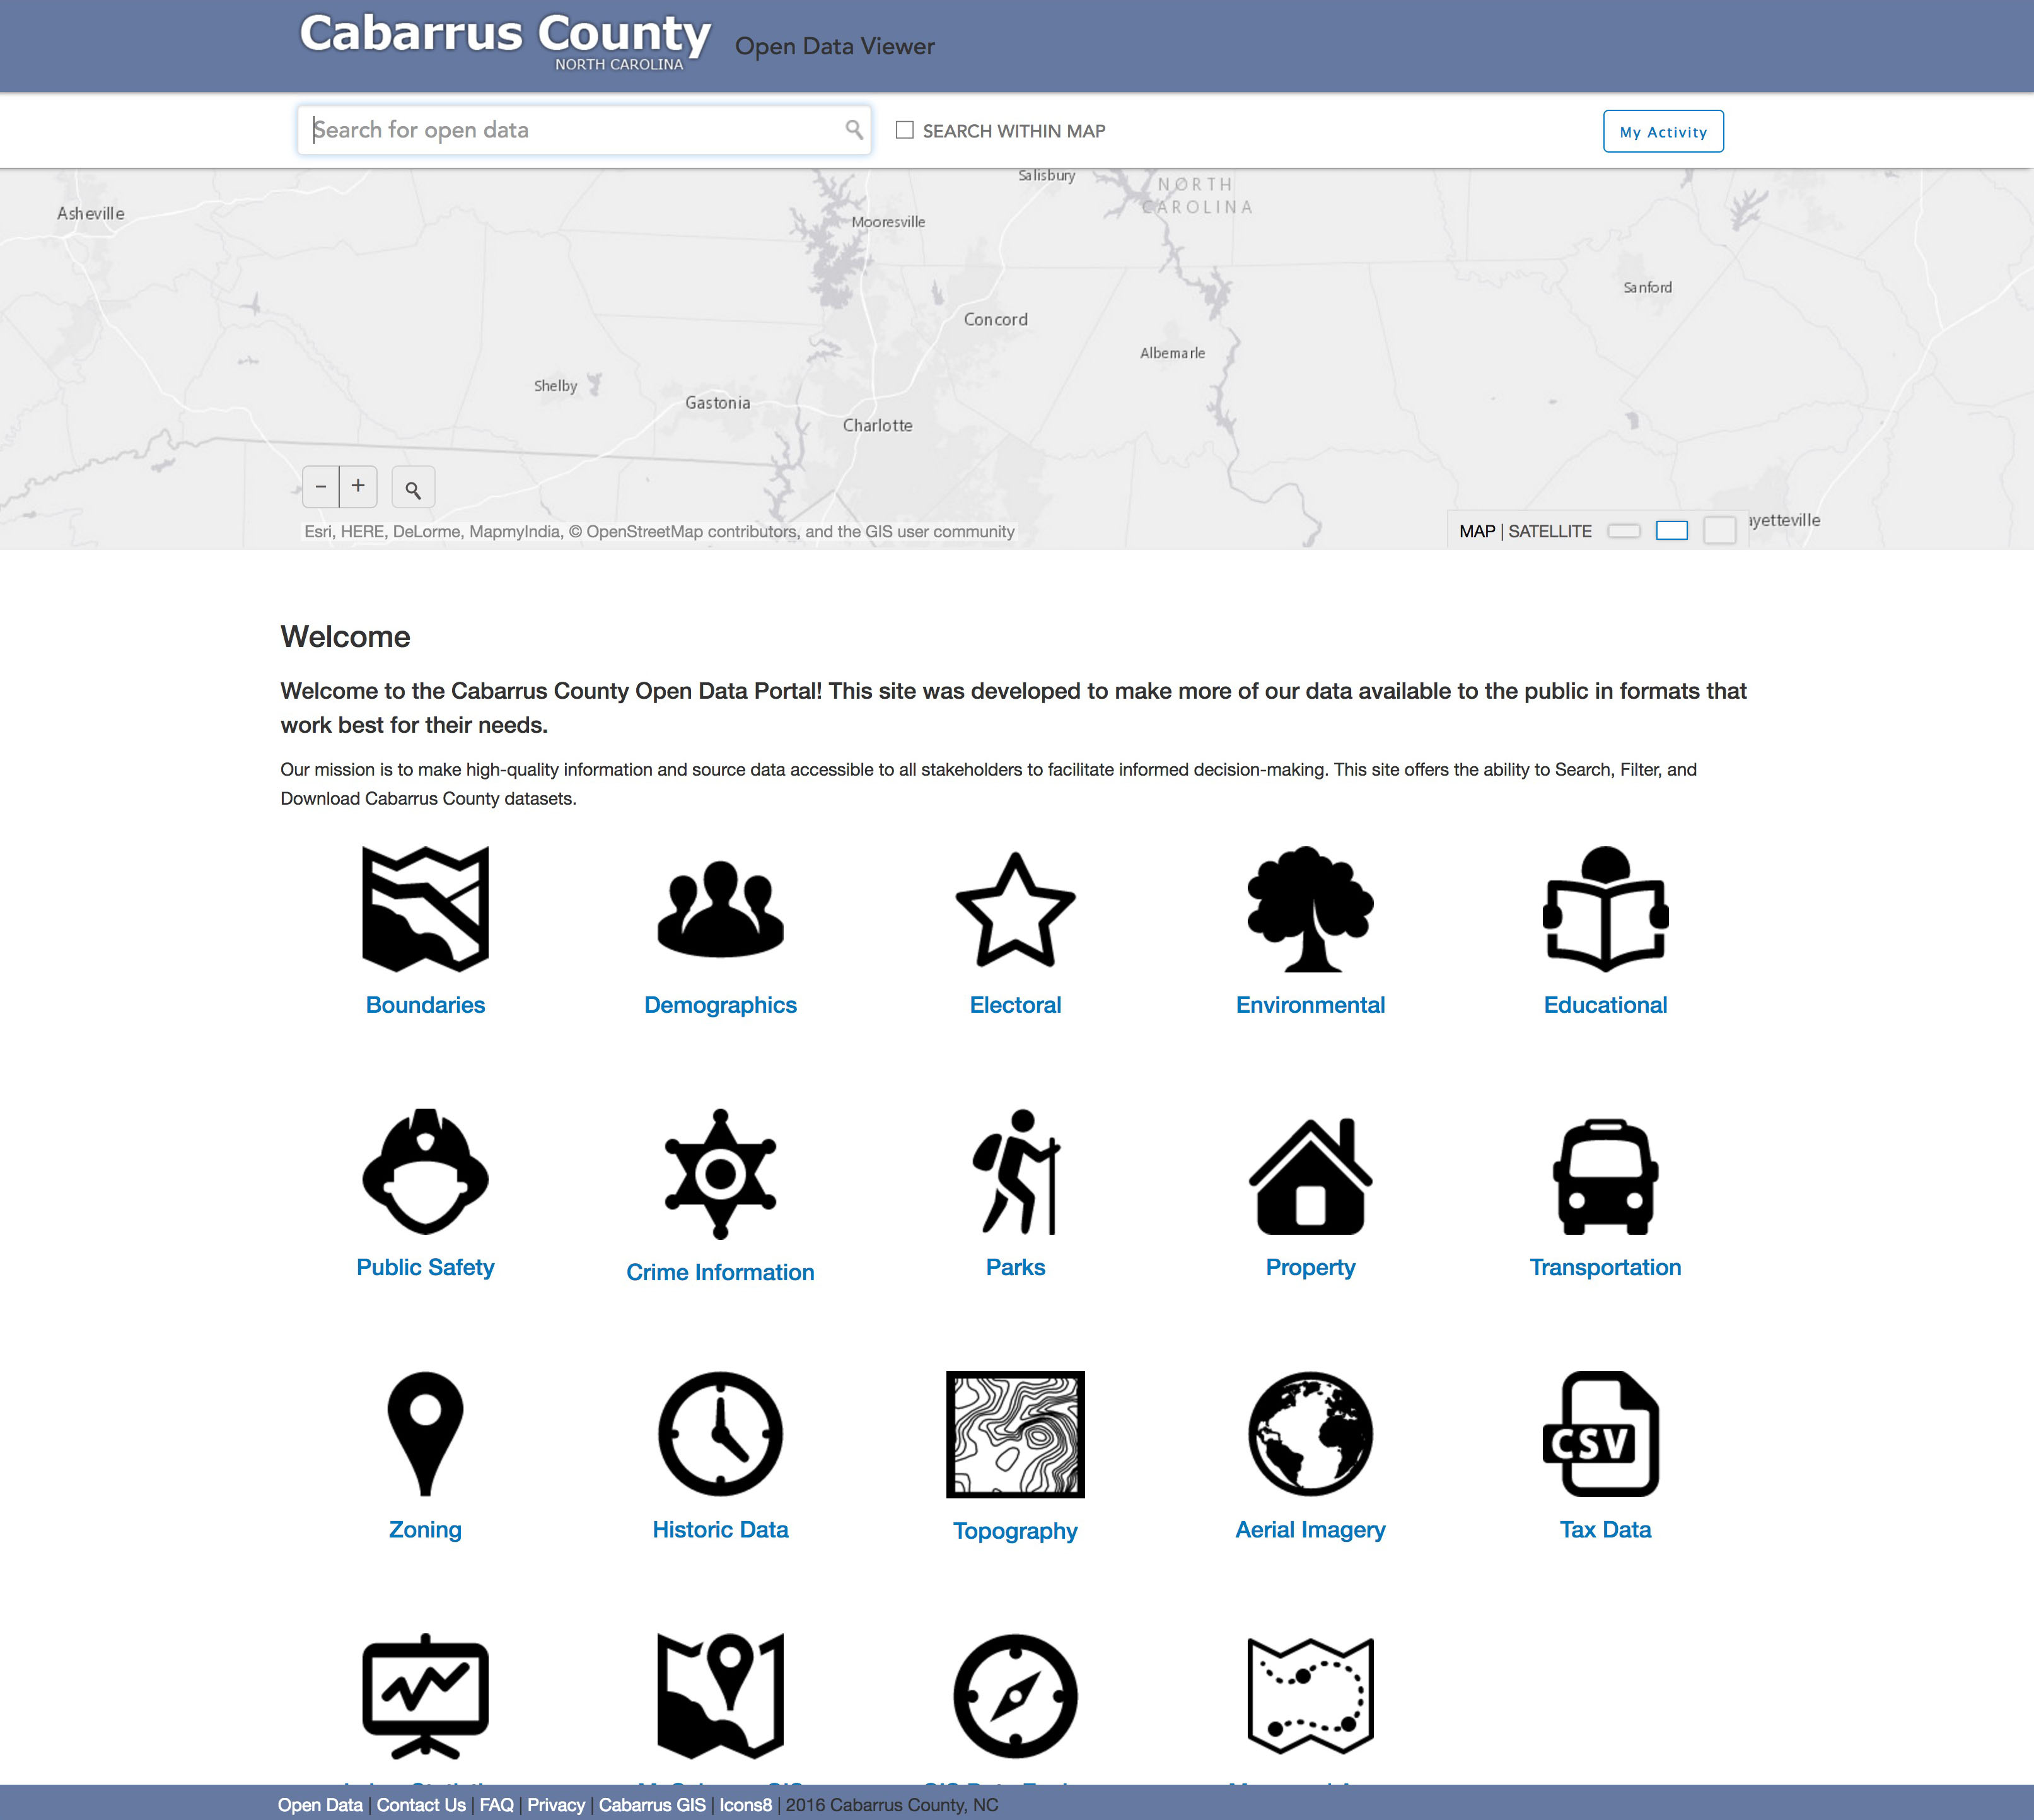 Cabarrus County
NORTH CAROLINA
Open Data Viewer
Search for open data
SEARCH WITHIN MAP
My Activity
Salisbury
NORTH
CAROLINA
Asheville
Mooresville
Sanford
Concord
Albemarle
Shelby
Gastonia
Charlotte
− +
Esri, HERE, DeLorme, MapmyIndia, © OpenStreetMap contributors, and the GIS user community
MAP | SATELLITE
ayetteville
Welcome
Welcome to the Cabarrus County Open Data Portal! This site was developed to make more of our data available to the public in formats that
work best for their needs.
Our mission is to make high-quality information and source data accessible to all stakeholders to facilitate informed decision-making. This site offers the ability to Search, Filter, and
Download Cabarrus County datasets.
Boundaries
Demographics
Electoral
Environmental
Educational
Public Safety
Crime Information
Parks
Property
Transportation
CSV
Zoning
Historic Data
Topography
Aerial Imagery
Tax Data
Open Data | Contact Us | FAQ | Privacy | Cabarrus GIS | Icons8 | 2016 Cabarrus County, NC